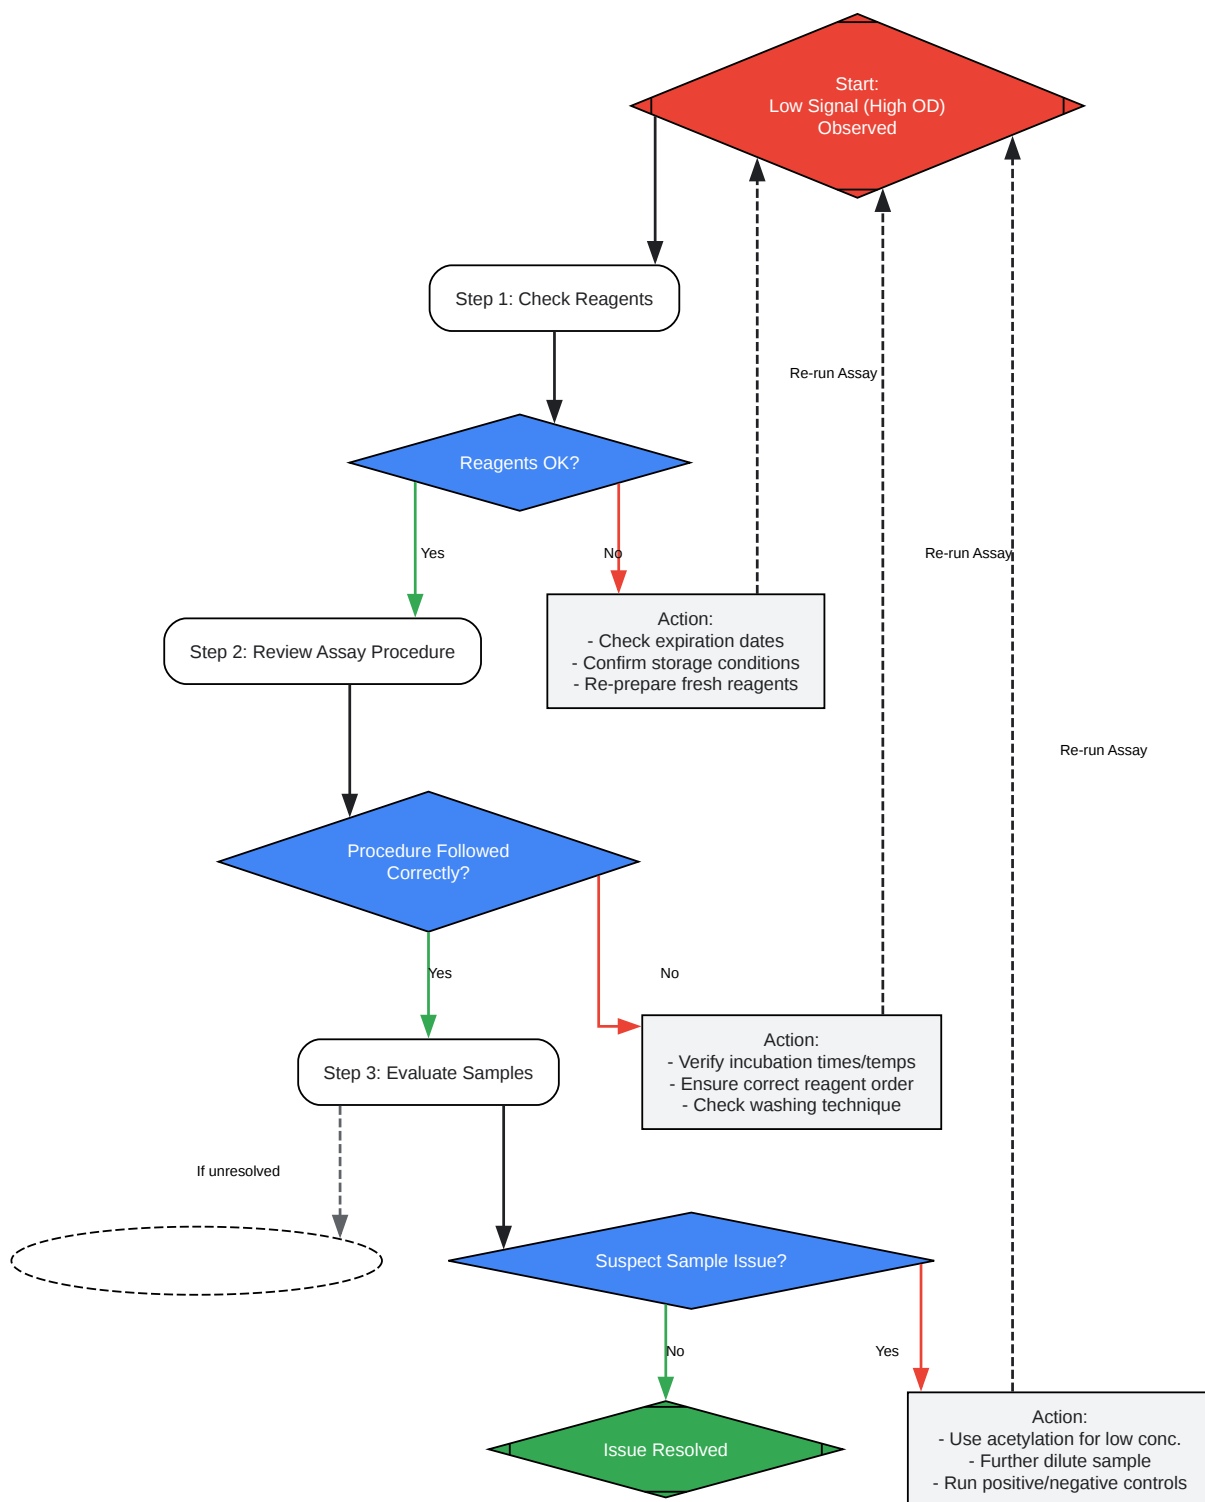 Start:
Low Signal (High OD)
Observed
Step 1: Check Reagents
Re-run Assay
Reagents OK?
Yes
No
Re-run Assay
Action:
- Check expiration dates
- Confirm storage conditions
- Re-prepare fresh reagents
Step 2: Review Assay Procedure
Re-run Assay
Procedure Followed
Correctly?
Yes
No
Action:
- Verify incubation times/temps
- Ensure correct reagent order
- Check washing technique
Step 3: Evaluate Samples
If unresolved
Suspect Sample Issue?
No
Yes
Action:
- Use acetylation for low conc.
- Further dilute sample
- Run positive/negative controls
Issue Resolved